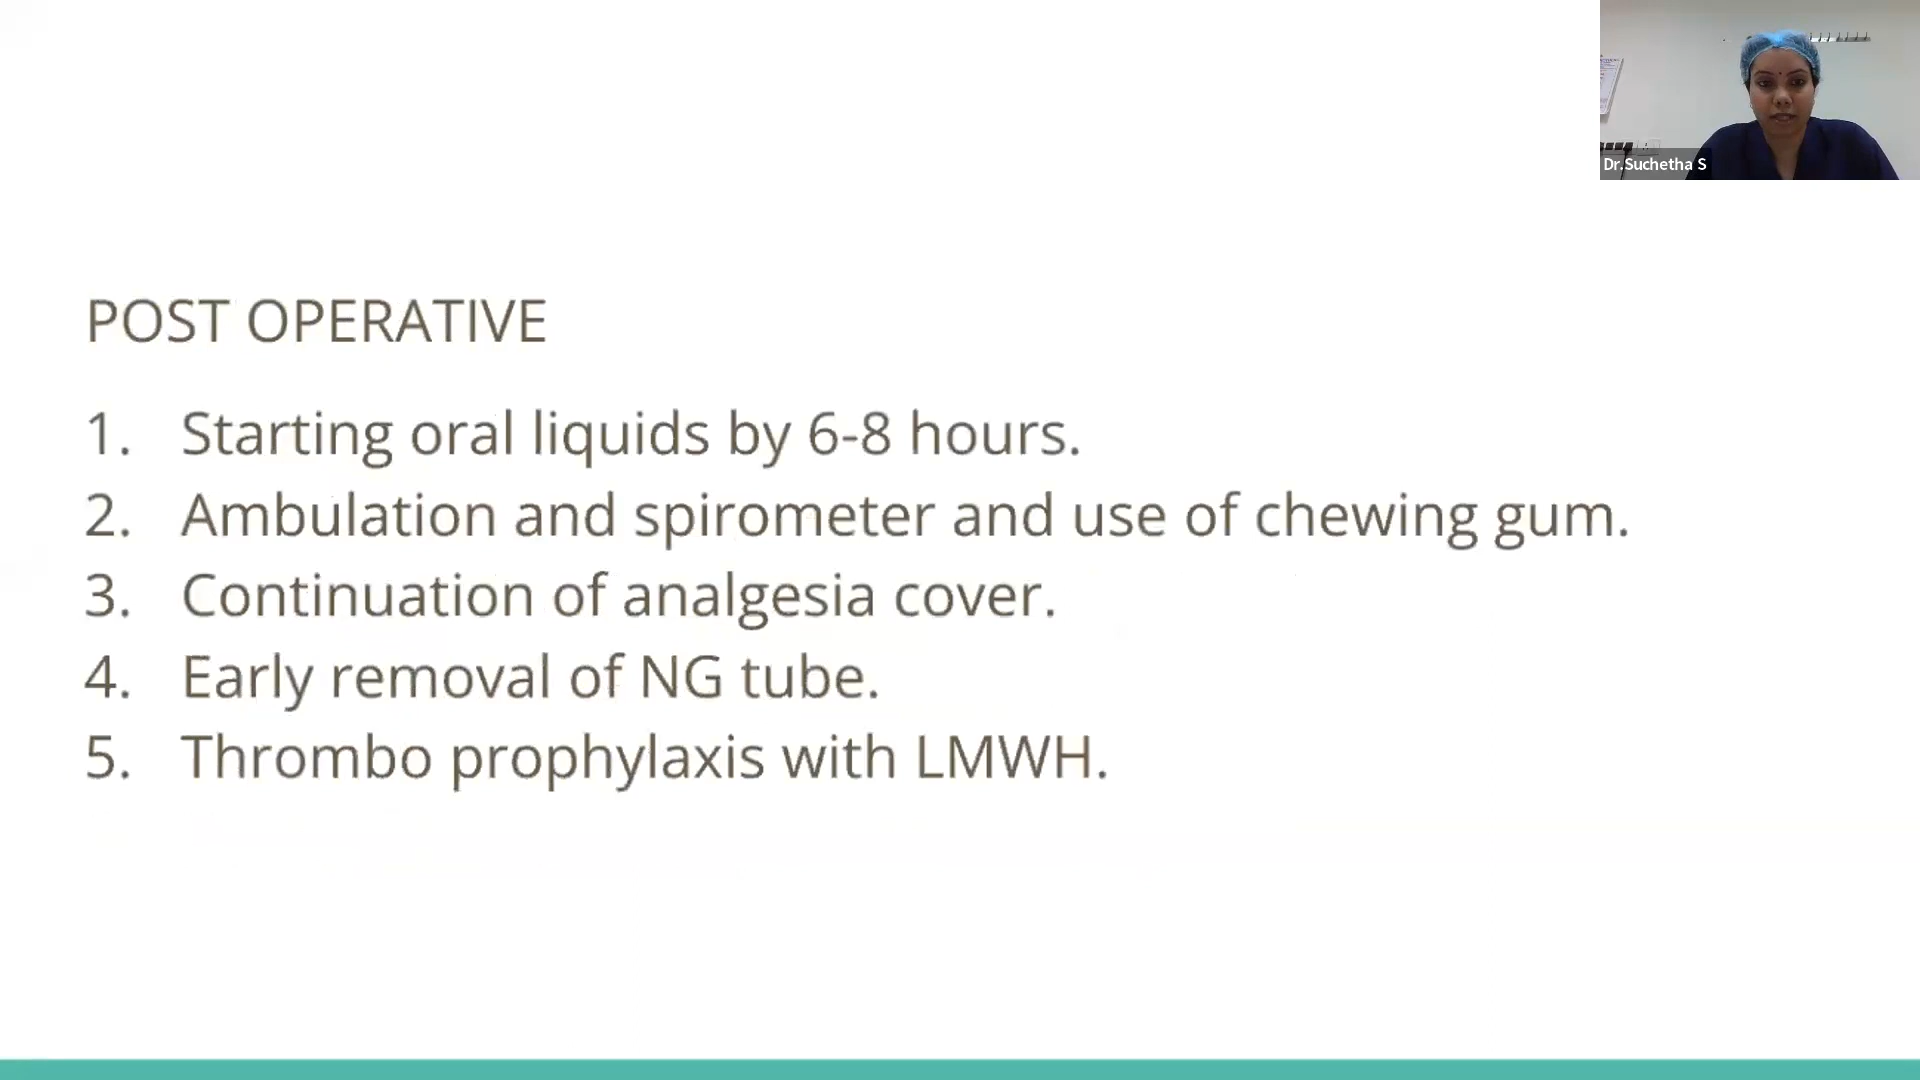 Dr.Suchetha S
POST OPERATIVE
1. Starting oral liquids by 6-8 hours.
2. Ambulation and spirometer and use of chewing gum.
3. Continuation of analgesia cover.
4. Early removal of NG tube.
5. Thrombo prophylaxis with LMWH.